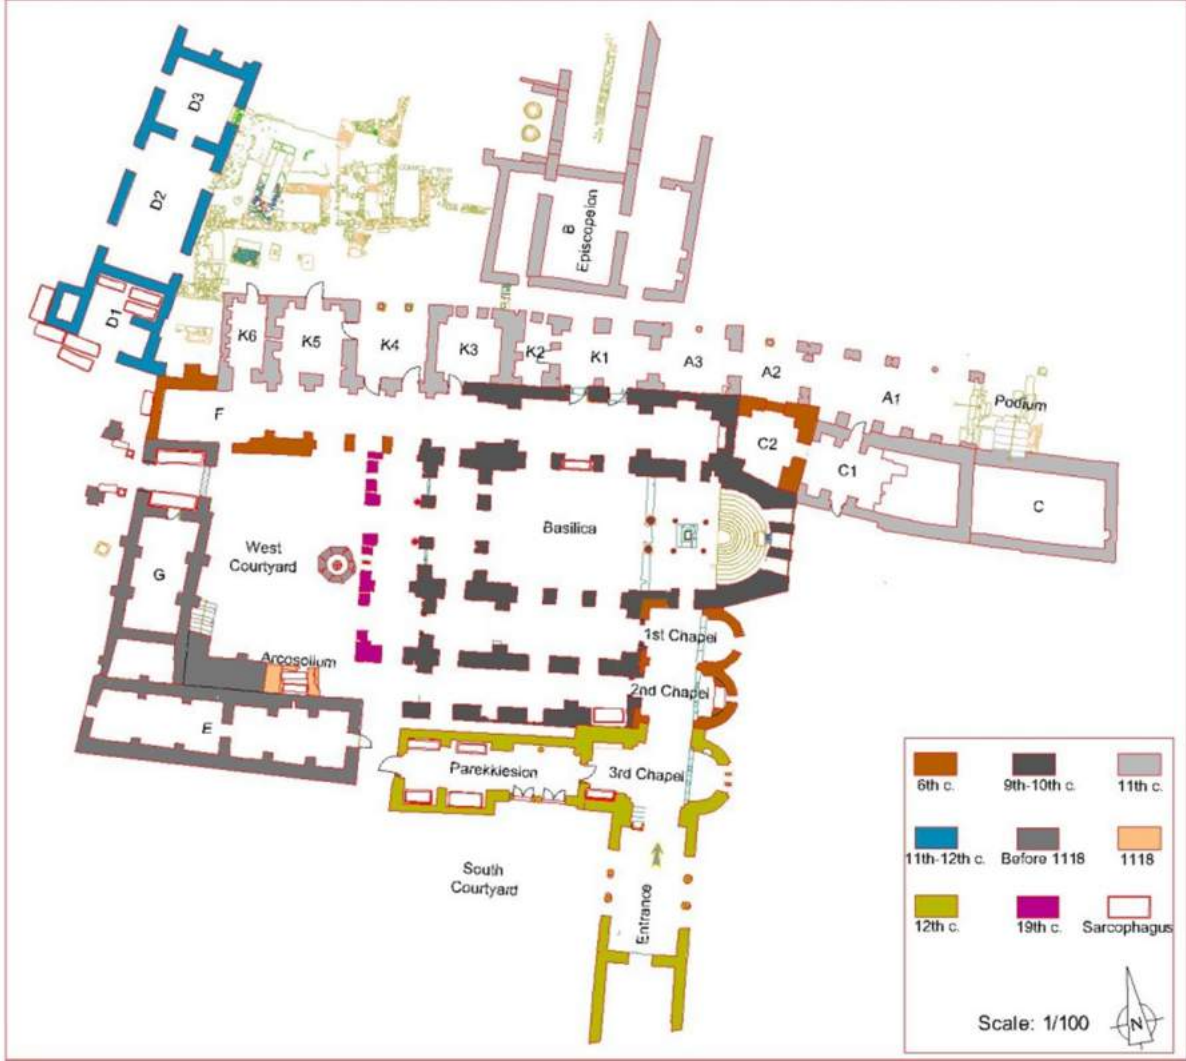 D3
D2
D1
B
Episcopeion
K6
K5
K4
K3
K2
K1
A3
A2
A1
Podium
F
C2
C1
C
Basilica
West
Courtyard
G
1st Chapel
Arcosolium
2nd Chapel
E
Parekklesion
3rd Chapel
South
Courtyard
Entrance
6th c.
9th-10th c.
11th c.
11th-12th c.
Before 1118
1118
12th c.
19th c.
Sarcophagus
Scale: 1/100
N